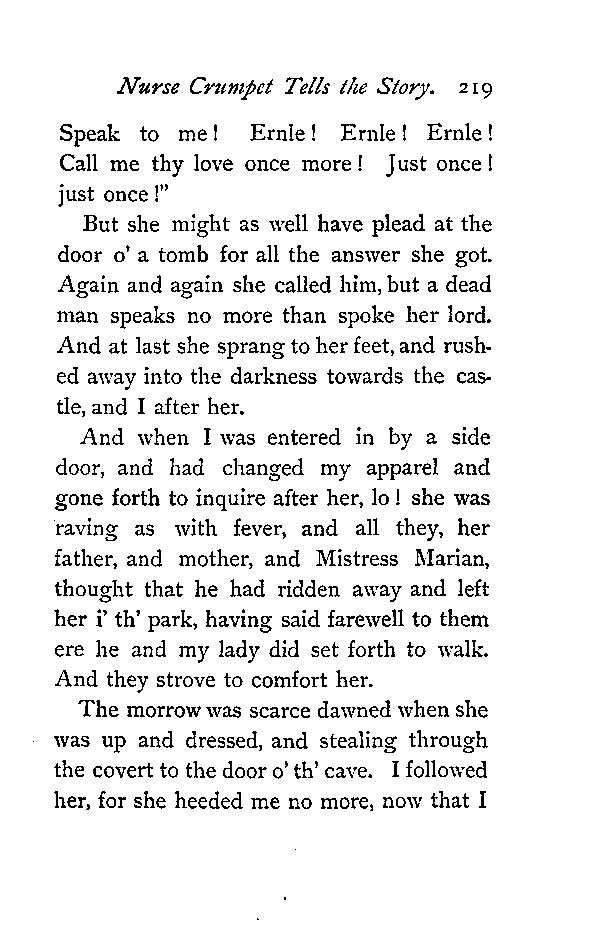 Nurse Crumpet Tells the Story. 219
Speak to me! Ernle! Ernle! Ernle!
Call me thy love once more! Just once!
just once!”
But she might as well have plead at the
door o’ a tomb for all the answer she got.
Again and again she called him, but a dead
man speaks no more than spoke her lord.
And at last she sprang to her feet, and rush-
ed away into the darkness towards the cas-
tle, and I after her.
And when I was entered in by a side
door, and had changed my apparel and
gone forth to inquire after her, lo! she was
raving as with fever, and all they, her
father, and mother, and Mistress Marian,
thought that he had ridden away and left
her i’ th’ park, having said farewell to them
ere he and my lady did set forth to walk.
And they strove to comfort her.
The morrow was scarce dawned when she
was up and dressed, and stealing through
the covert to the door o’ th’ cave. I followed
her, for she heeded me no more, now that I